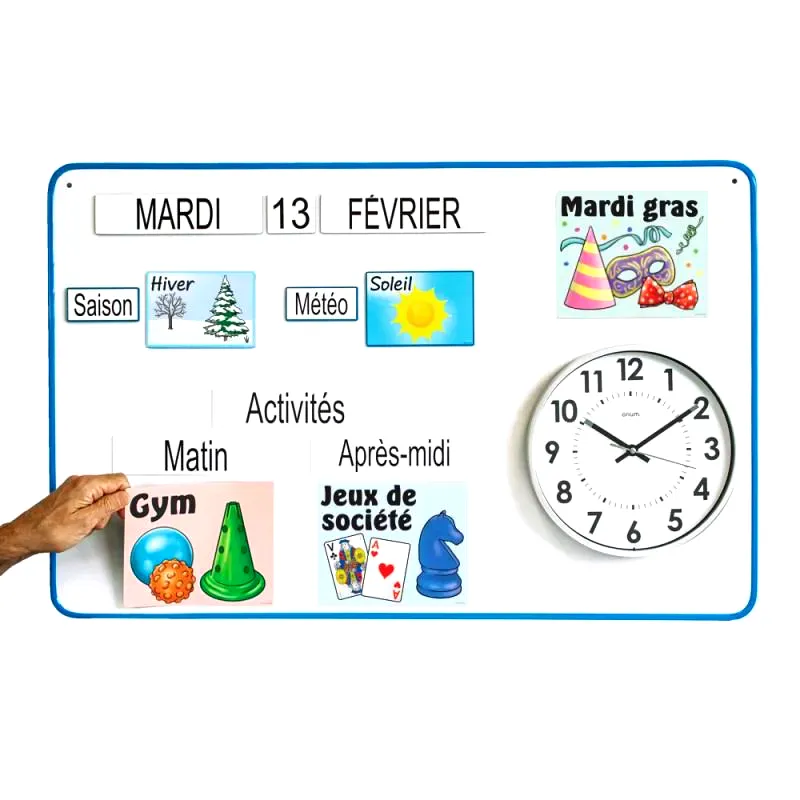 MARDI 13 FÉVRIER
Mardi gras
Saison
Hiver
Météo
Soleil
Activités
Matin
Après-midi
Gym
Jeux de
société
V
A
A
12
1
2
3
4
5
6
7
8
9
10
11
orium